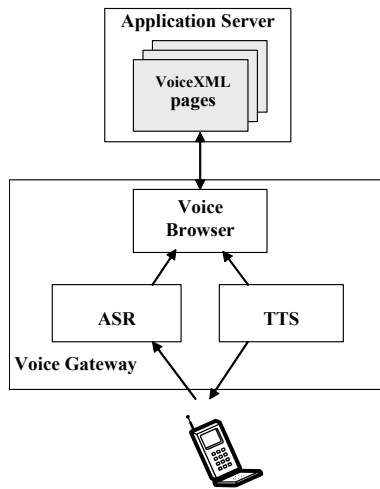 Application Server
VoiceXML
pages
Voice
Browser
ASR
TTS
Voice Gateway